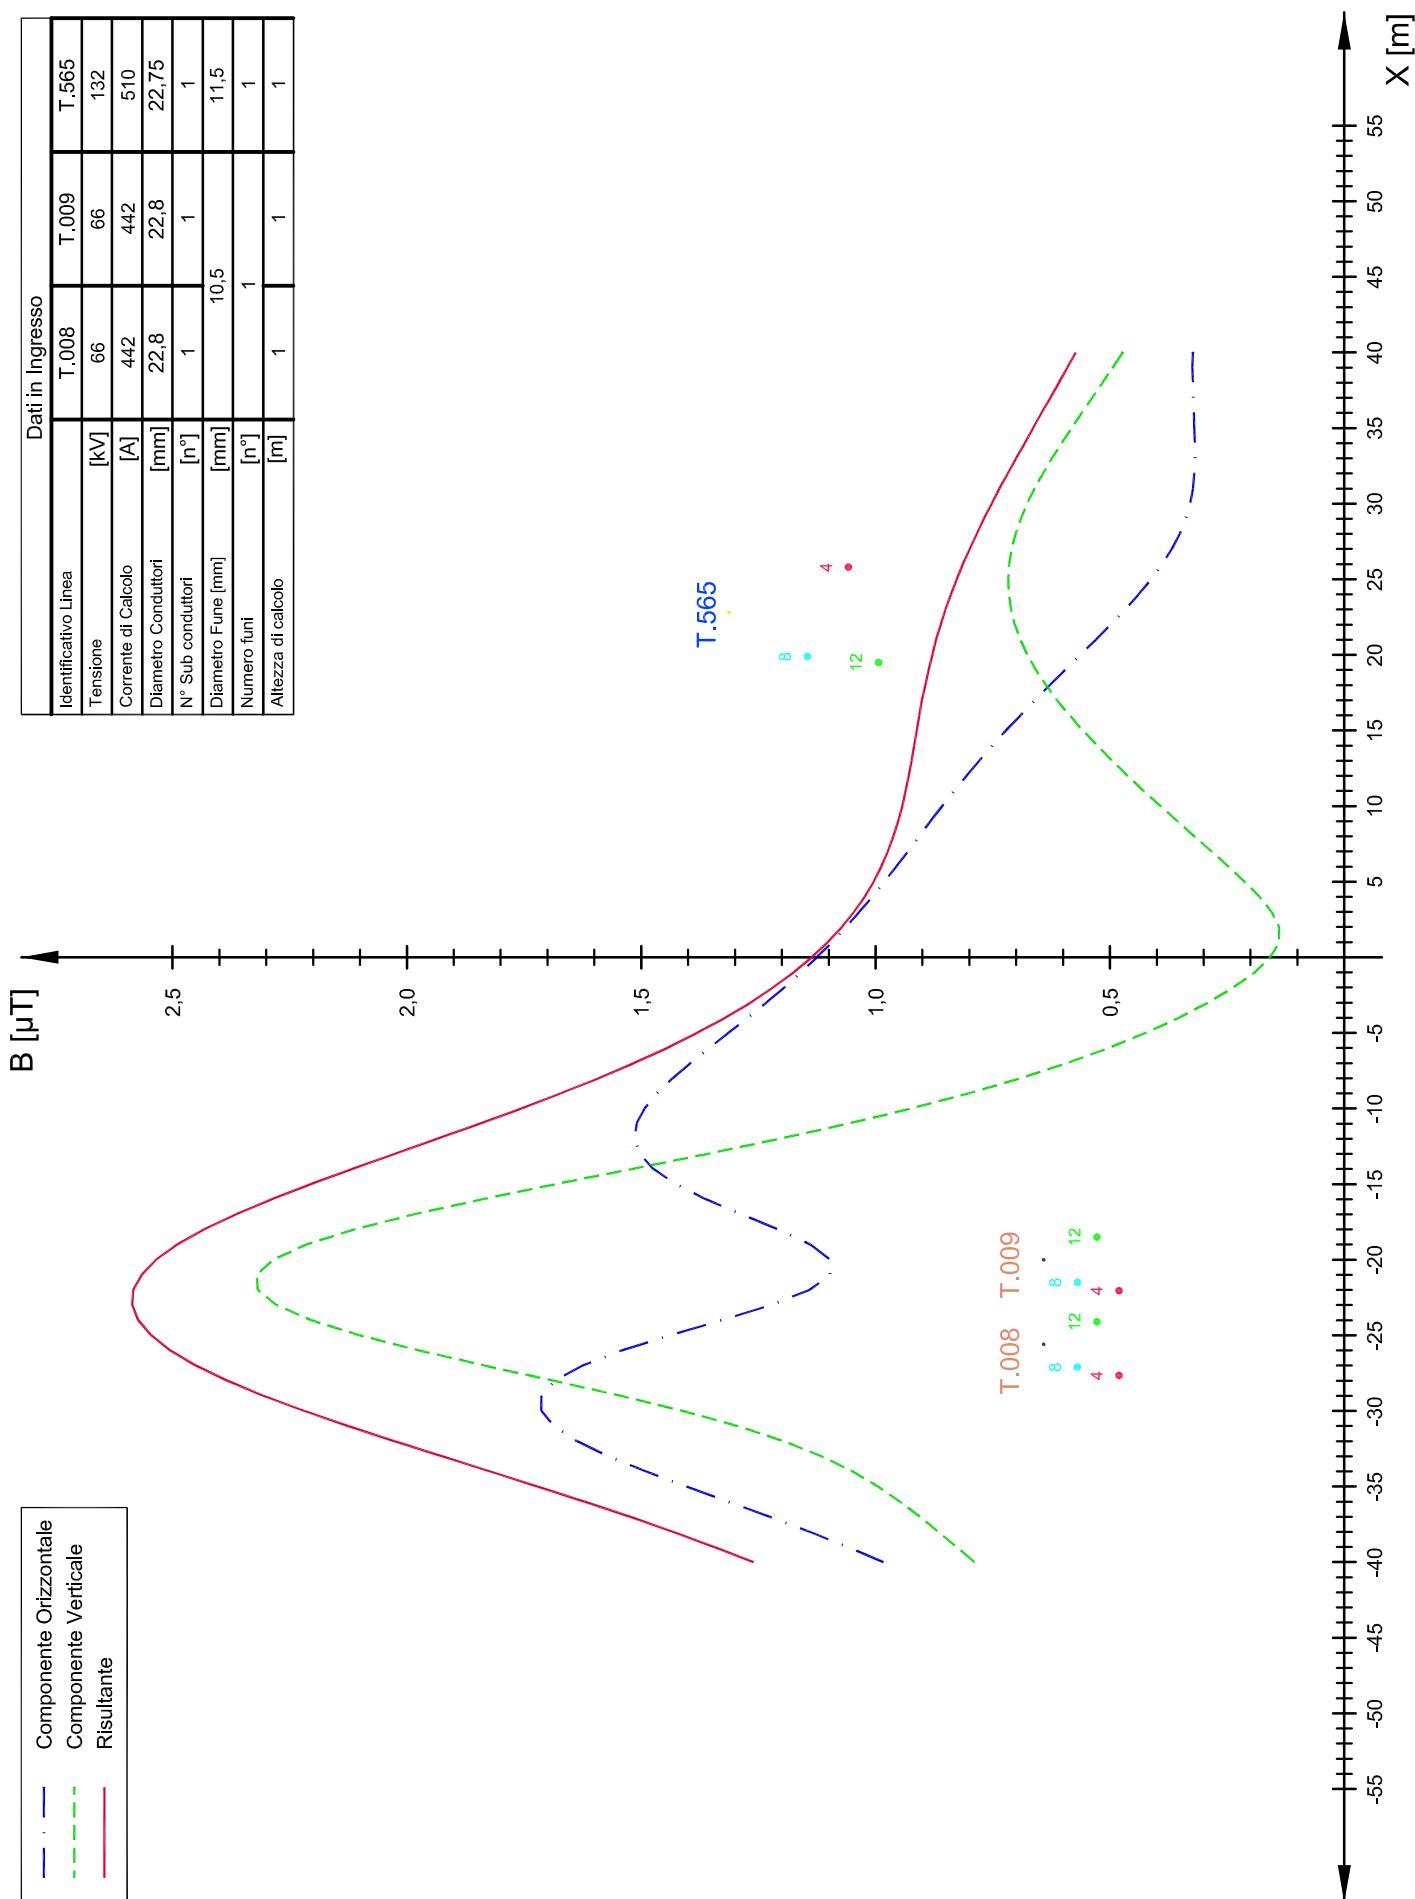 Componente Orizzontale
Componente Verticale
Risultante
B [µT]
Dati in Ingresso
Identificativo Linea T.008 T.009 T.565
Tensione [kV] 66 66 132
Corrente di Calcolo [A] 442 442 510
Diametro Conduttori [mm] 22,8 22,8 22,75
N° Sub conduttori [n°] 1 1 1
Diametro Fune [mm] [mm] 10,5 11,5
Numero funi [n°] 1 1
Altezza di calcolo [m] 1 1 1
2,5
2,0
1,5
1,0
0,5
T.565
8
4
12
T.008 T.009
8 12 8 12
4 4
-55 -50 -45 -40 -35 -30 -25 -20 -15 -10 -5 5 10 15 20 25 30 35 40 45 50 55
X [m]